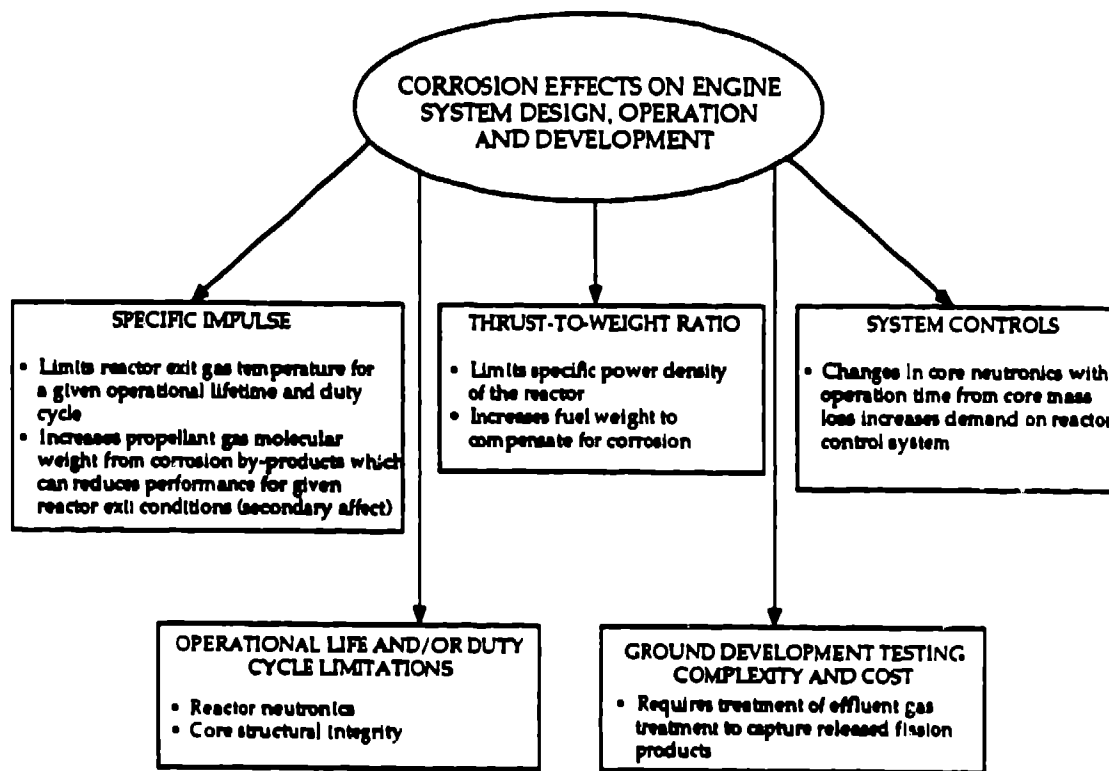 CORROSION EFFECTS ON ENGINE
SYSTEM DESIGN, OPERATION
AND DEVELOPMENT
SPECIFIC IMPULSE
• Limits reactor exit gas temperature for
a given operational lifetime and duty
cycle
• Increases propellant gas molecular
weight from corrosion by-products which
can reduces performance for given
reactor exit conditions (secondary affect)
THRUST-TO-WEIGHT RATIO
• Limits specific power density
of the reactor
• Increases fuel weight to
compensate for corrosion
SYSTEM CONTROLS
• Changes in core neutronics with
operation time from core mass
loss increases demand on reactor
control system
OPERATIONAL LIFE AND/OR DUTY
CYCLE LIMITATIONS
• Reactor neutronics
• Core structural integrity
GROUND DEVELOPMENT TESTING
COMPLEXITY AND COST
• Requires treatment of effluent gas
treatment to capture released fission
products